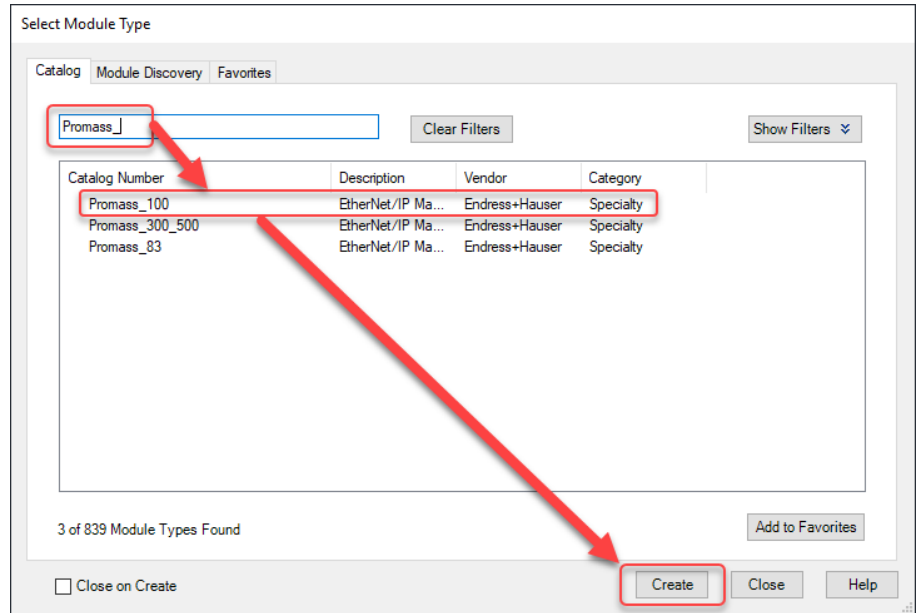 Select Module Type
Catalog Module Discovery Favorites
Promass_ Clear Filters Show Filters
Catalog Number Description Vendor Category
Promass_100 EtherNet/IP Ma... Endress+Hauser Specialty
Promass_300_500 EtherNet/IP Ma... Endress+Hauser Specialty
Promass_83 EtherNet/IP Ma... Endress+Hauser Specialty
3 of 839 Module Types Found Add to Favorites
Close on Create Create Close Help